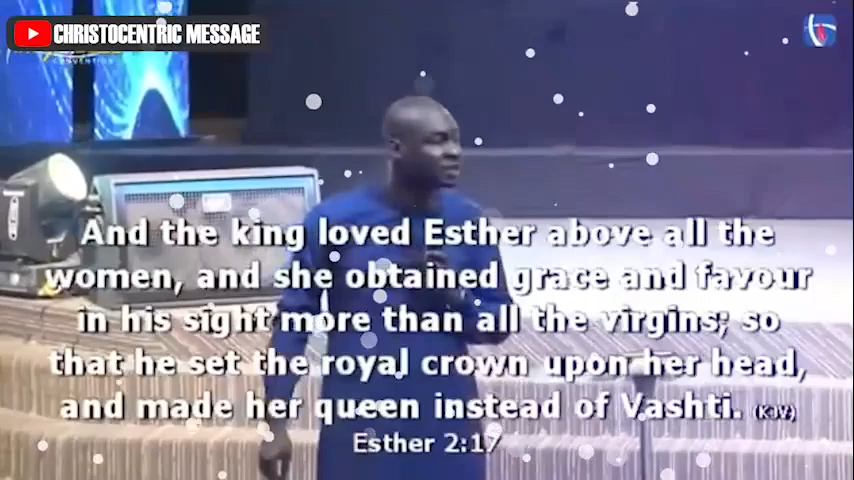 CHRISTOCENTRIC MESSAGE
CONVENTION
And the king loved Esther above all the
women, and she obtained grace and favour
in his sight more than all the virgins; so
that he set the royal crown upon her head,
and made her queen instead of Vashti. (KJV)
Esther 2:17